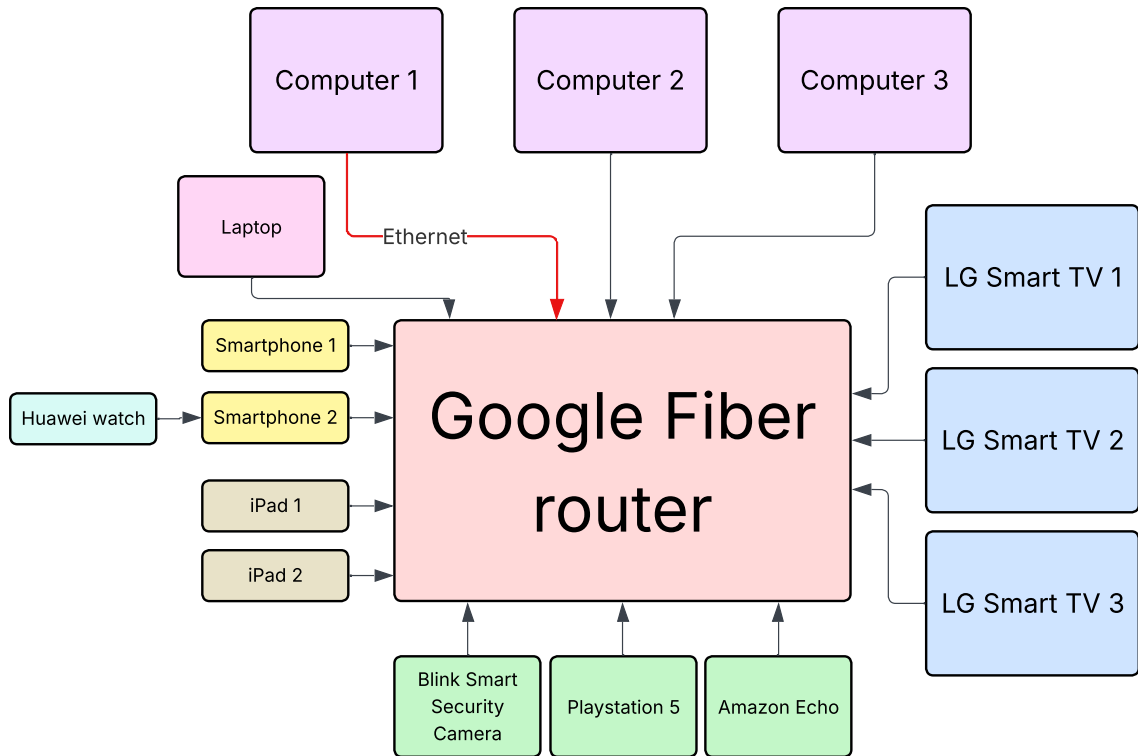 Computer 1
Computer 2
Computer 3
Laptop
Ethernet
LG Smart TV 1
Smartphone 1
Huawei watch
Smartphone 2
Google Fiber
router
LG Smart TV 2
iPad 1
iPad 2
LG Smart TV 3
Blink Smart
Security
Camera
Playstation 5
Amazon Echo